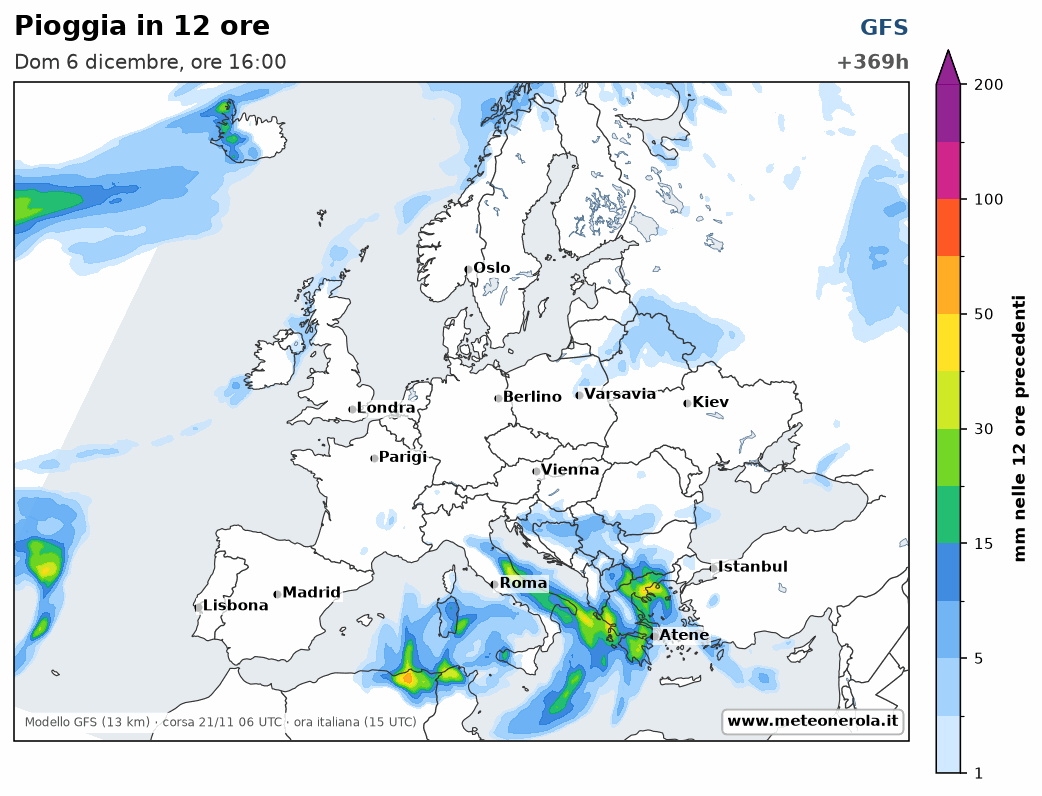 Pioggia in 12 ore
GFS
Dom 6 dicembre, ore 16:00
+369h
200
100
50
30
15
5
1
mm nelle 12 ore precedenti
Oslo
Berlino
Varsavia
Kiev
Londra
Parigi
Vienna
Istanbul
Roma
Madrid
Lisbona
Atene
Modello GFS (13 km) · corsa 21/11 06 UTC · ora italiana (15 UTC)
www.meteonerola.it